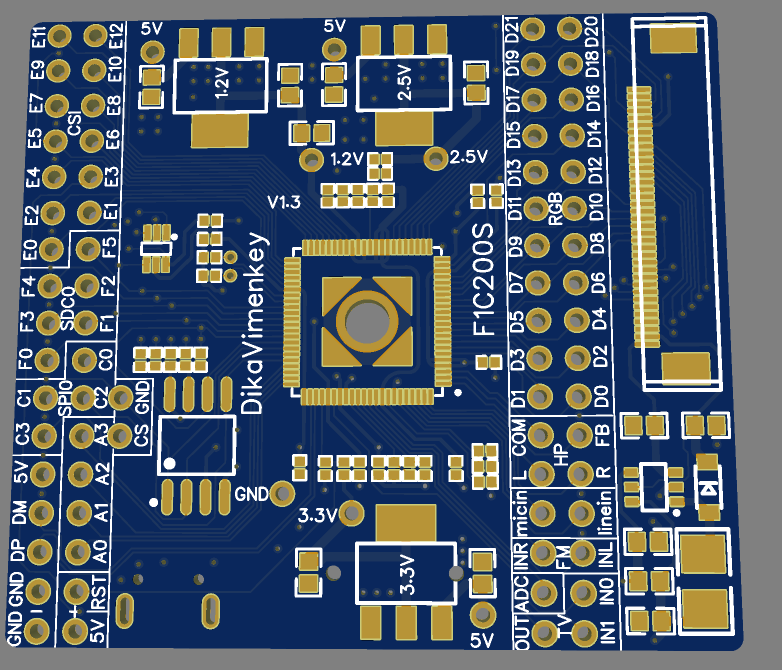 E11 E12
E9 E10
E7 E8
CSI
E5 E6
E4 E3
E2 E1
E0 F5
F4 F2
SDC0
F3 F1
F0 C0
C1 SPI0 C2 GND
C3 A3 CS
5V A2
DM A1
DP A0
GND RST
GND - + 5V
5V
1.2V
5V
2.5V
1.2V
2.5V
V1.3
DikaVimenkey
F1C200S
GND
3.3V
3.3V
5V
D21 D20
D19 D18
D17 D16
D15 D14
D13 D12
D11 RGB D10
D9 D8
D7 D6
D5 D4
D3 D2
D1 D0
COM FB
HP
L R
micin linein
INR FM INL
ADC IN0
OUT TV IN1